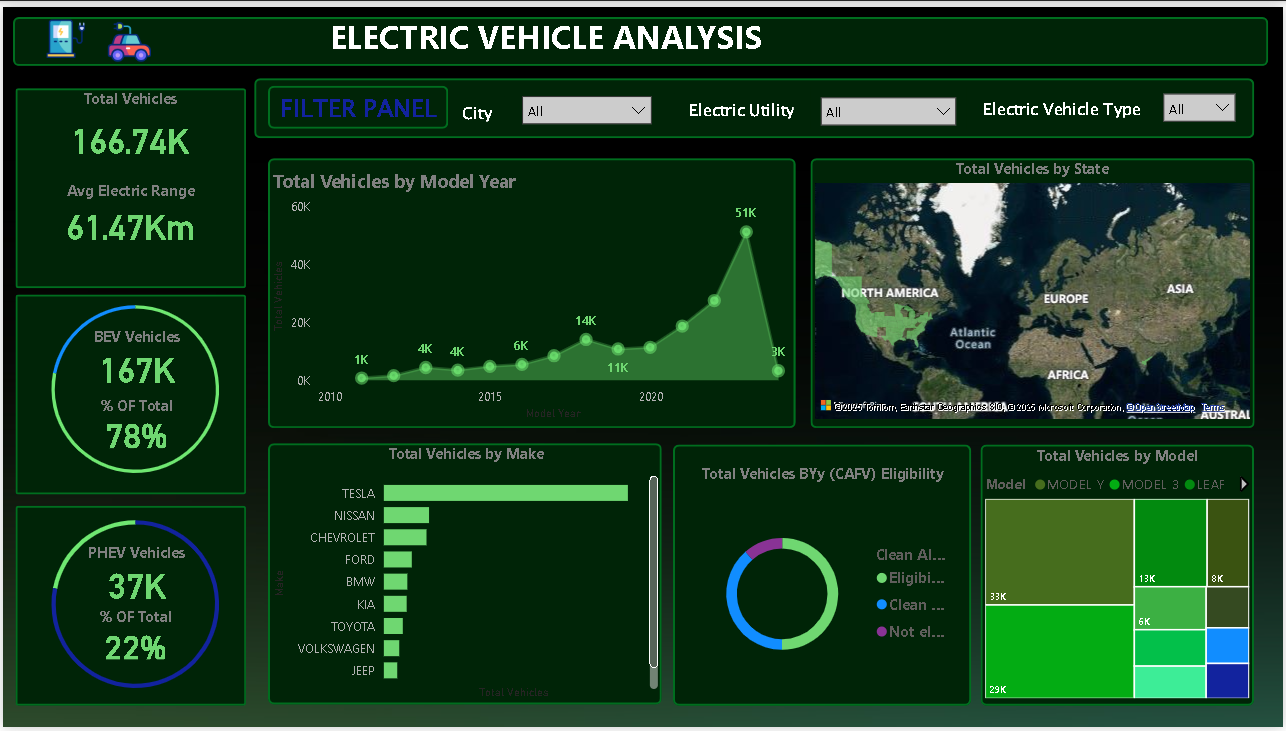 ELECTRIC VEHICLE ANALYSIS
FILTER PANEL
City
All
Electric Utility
All
Electric Vehicle Type
All
Total Vehicles
166.74K
Avg Electric Range
61.47Km
BEV Vehicles
167K
% OF Total
78%
PHEV Vehicles
37K
% OF Total
22%
Total Vehicles by Model Year
Total Vehicles
60K
40K
20K
0K
1K
4K
4K
6K
14K
11K
51K
3K
2010
2015
2020
Model Year
Total Vehicles by State
NORTH AMERICA
EUROPE
ASIA
Atlantic
Ocean
AFRICA
AUSTRAL
© 2025 TomTom, Earthstar Geographics SIO, © 2025 Microsoft Corporation, © OpenStreetMap Terms
Total Vehicles by Make
Make
TESLA
NISSAN
CHEVROLET
FORD
BMW
KIA
TOYOTA
VOLKSWAGEN
JEEP
Total Vehicles
Total Vehicles BYy (CAFV) Eligibility
Clean Al...
Eligibi...
Clean ...
Not el...
Total Vehicles by Model
Model MODEL Y MODEL 3 LEAF
33K
29K
13K
8K
6K